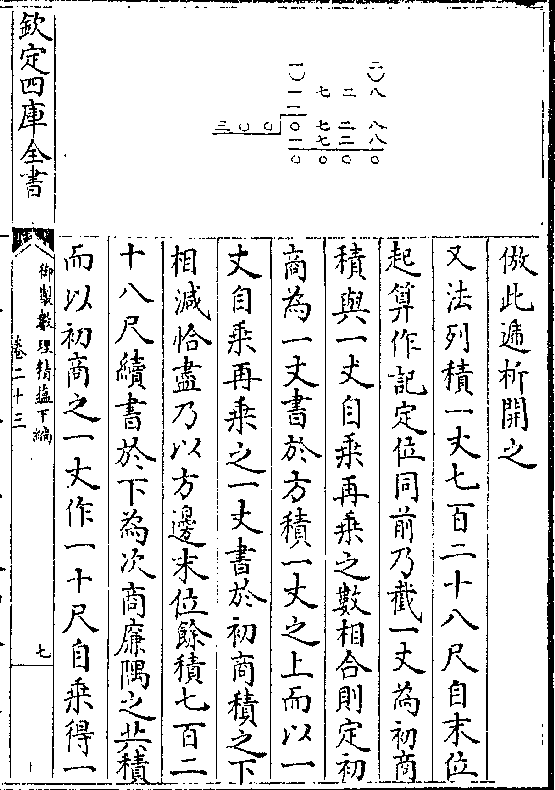 倣此遞析開之
又法列積一丈七百二十八尺自末位
起算作記定位同前乃截一丈為初商
積與一丈自乘再乘之數相合則定初
商為一丈書於方積一丈之上而以一
丈自乘再乘之一丈書於初商積之下
相減恰盡乃以方邊末位餘積七百二
十八尺續書於下為次商廉隅之共積
而以初商之一丈作一十尺自乘得一
欽定四庫全書
御製數理精蘊下編
卷二十三
七
一 二
一 七 二 八
一
〇 七 二 八
三〇〇 一 七 二 八
〇 〇 〇 〇